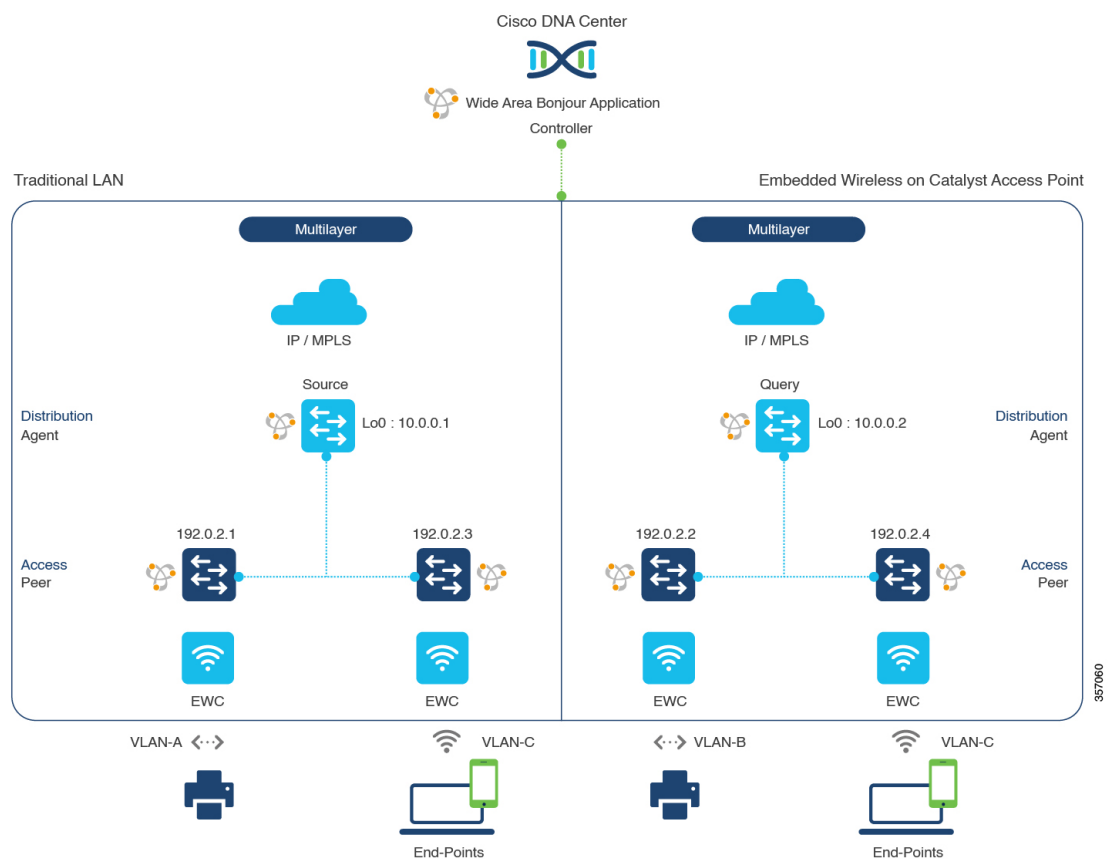 Cisco DNA Center
Wide Area Bonjour Application
Controller
Traditional LAN
Embedded Wireless on Catalyst Access Point
Multilayer
Multilayer
IP / MPLS
IP / MPLS
Source
Query
Distribution
Agent
Lo0 : 10.0.0.1
Lo0 : 10.0.0.2
Distribution
Agent
192.0.2.1
192.0.2.3
192.0.2.2
192.0.2.4
Access
Peer
Access
Peer
EWC
EWC
EWC
EWC
357060
VLAN-A
VLAN-C
VLAN-B
VLAN-C
End-Points
End-Points